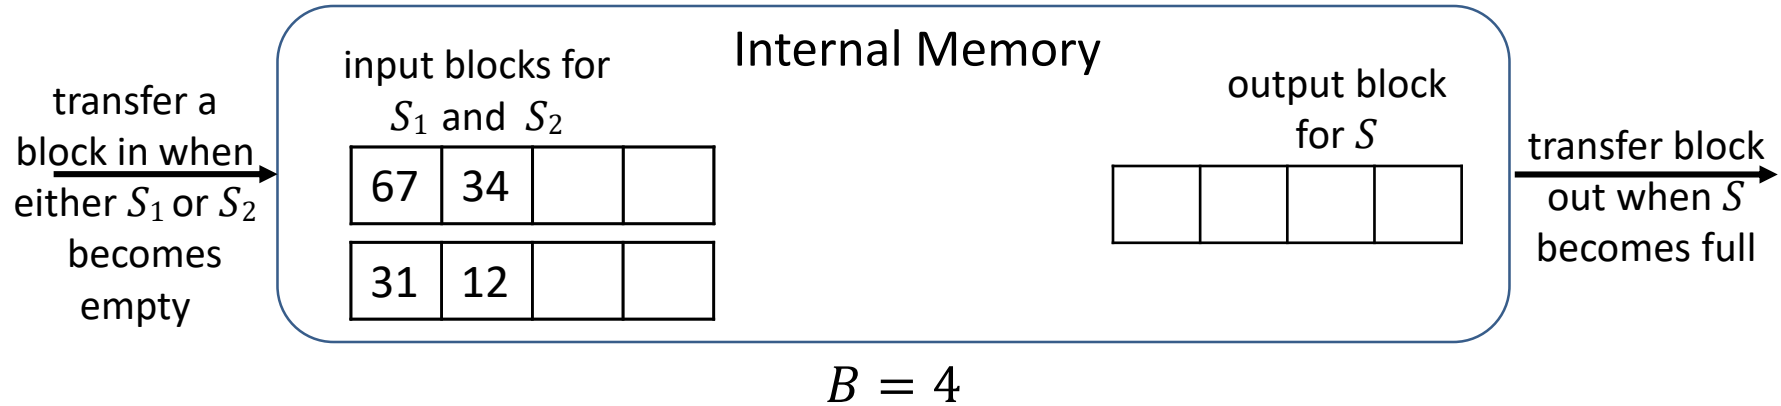 transfer a
block in when
either S₁ or S₂
becomes
empty
Internal Memory
input blocks for
S₁ and S₂
67 34
31 12
output block
for S
transfer block
out when S
becomes full
B = 4